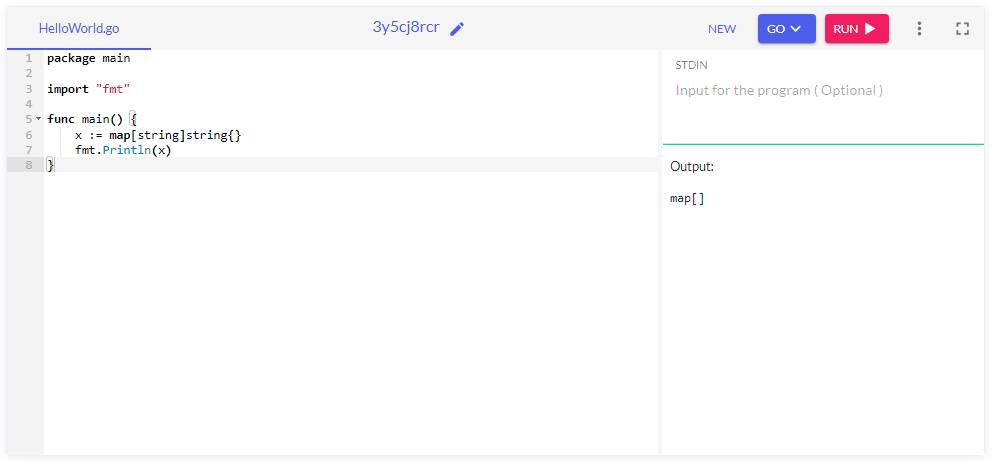 HelloWorld.go 3y5cj8rcr NEW GO RUN
1 package main
2
3 import "fmt"
4
5 func main() {
6     x := map[string]string{}
7     fmt.Println(x)
8 }
STDIN
Input for the program ( Optional )
Output:
map[]